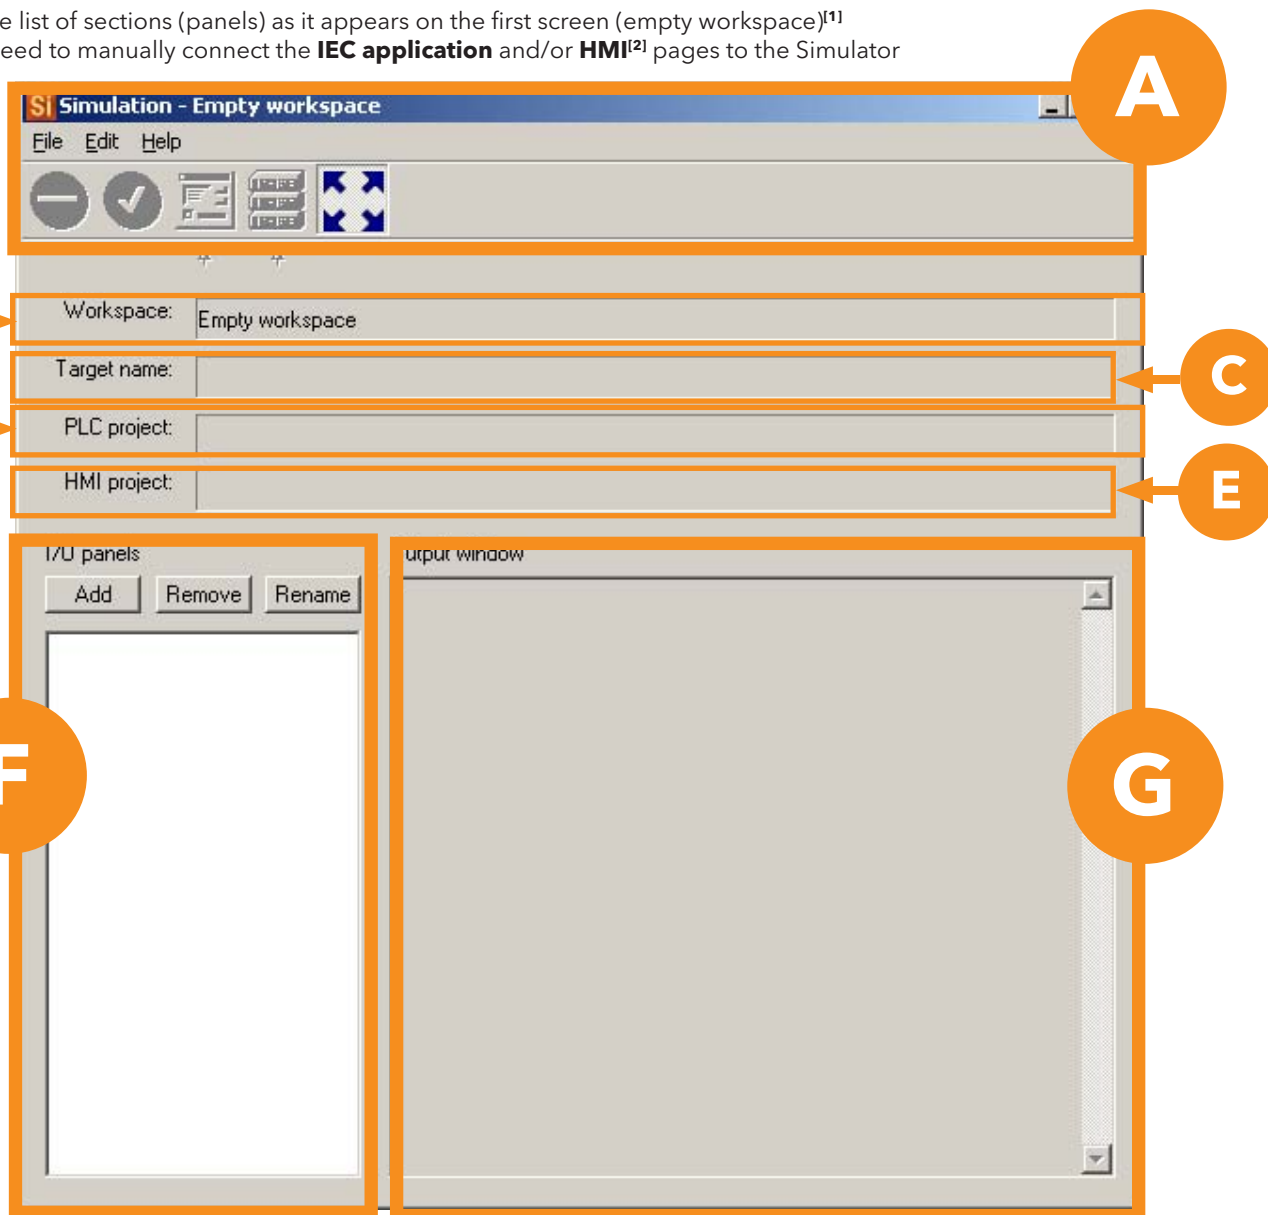 e list of sections (panels) as it appears on the first screen (empty workspace)[1]
eed to manually connect the IEC application and/or HMI[2] pages to the Simulator
A
Si Simulation - Empty workspace
File Edit Help
Workspace: Empty workspace
Target name:
C
PLC project:
HMI project:
E
I/O panels
utput window
Add Remove Rename
F
G